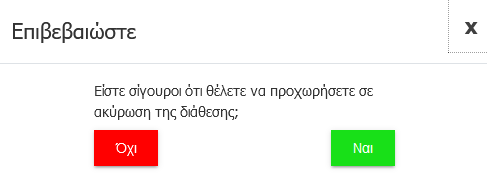 Επιβεβαιώστε
x
Είστε σίγουροι ότι θέλετε να προχωρήσετε σε
ακύρωση της διάθεσης;
Όχι
Ναι